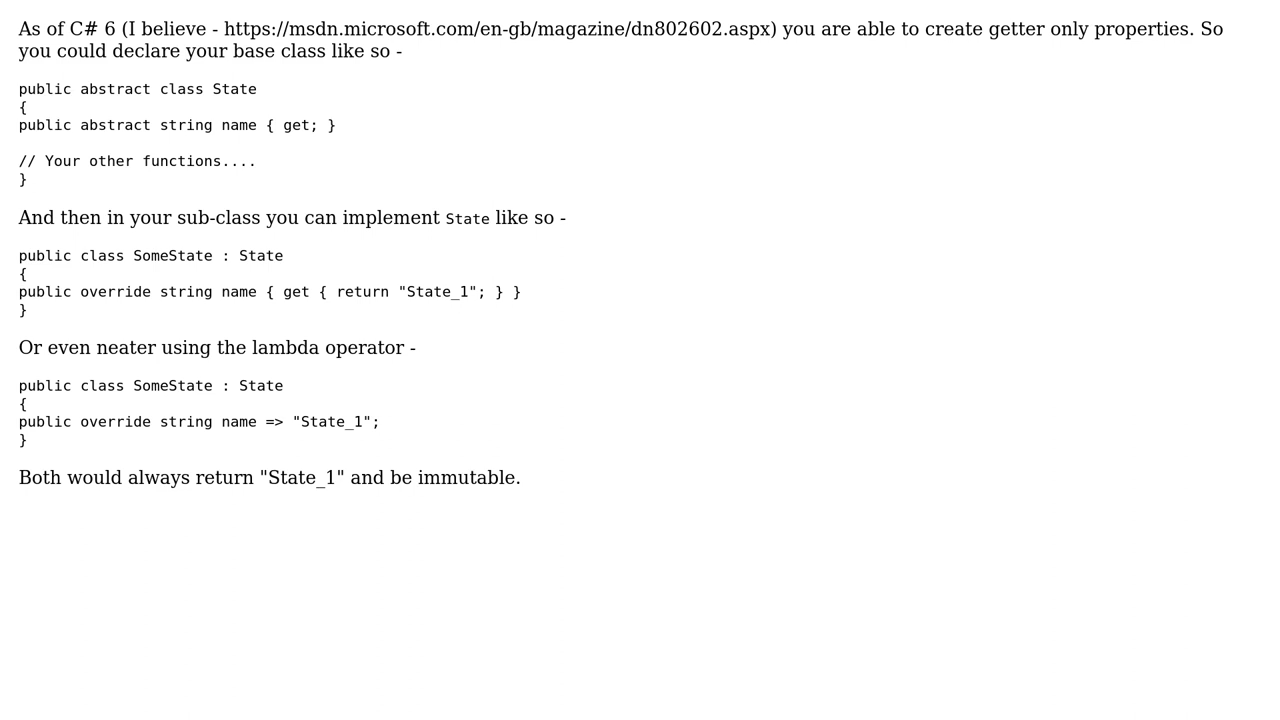 As of C# 6 (I believe - https://msdn.microsoft.com/en-gb/magazine/dn802602.aspx) you are able to create getter only properties. So
you could declare your base class like so -
public abstract class State
{
public abstract string name { get; }
// Your other functions....
}
And then in your sub-class you can implement State like so -
public class SomeState : State
{
public override string name { get { return "State_1"; } }
}
Or even neater using the lambda operator -
public class SomeState : State
{
public override string name => "State_1";
}
Both would always return "State_1" and be immutable.